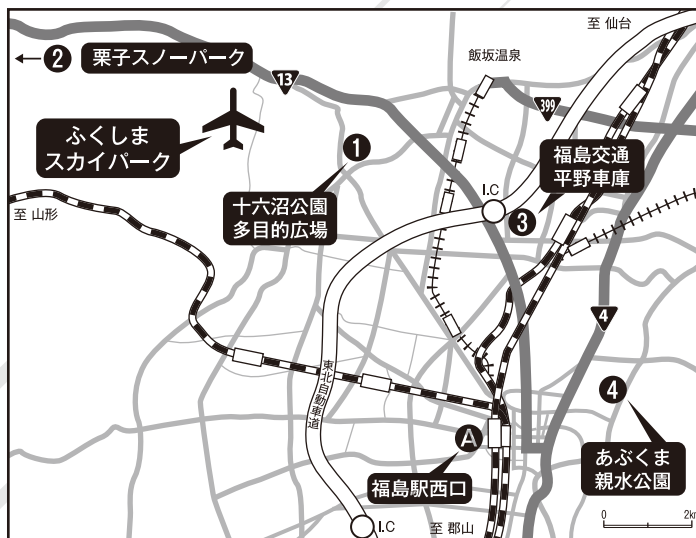 至 仙台
② 栗子スノーパーク
飯坂温泉
13
399
ふくしま
スカイパーク
①
福島交通
平野車庫
I.C
③
十六沼公園
多目的広場
至 山形
4
東北自動車道
④
A
あぶくま
親水公園
福島駅西口
I.C
至 郡山
0 2km